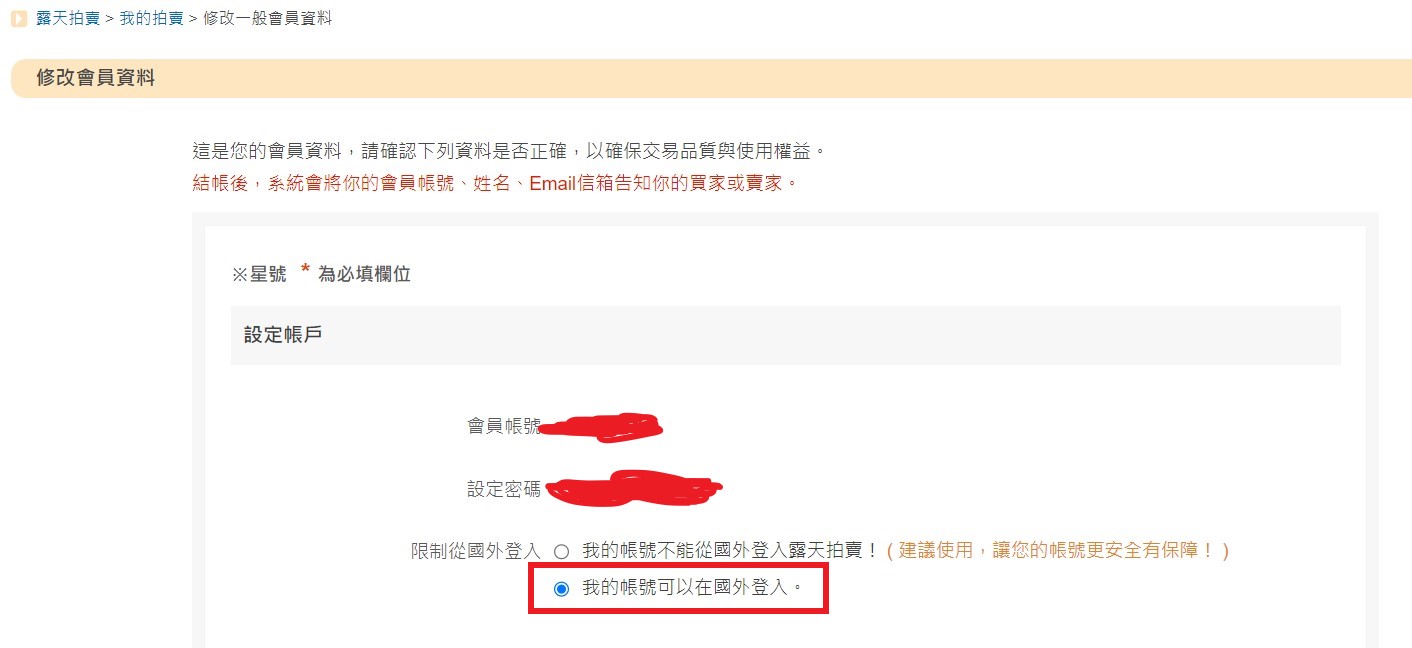 露天拍賣 > 我的拍賣 > 修改一般會員資料
修改會員資料
這是您的會員資料，請確認下列資料是否正確，以確保交易品質與使用權益。
結帳後，系統會將你的會員帳號、姓名、Email信箱告知你的買家或賣家。
※星號 * 為必填欄位
設定帳戶
會員帳號
設定密碼
限制從國外登入 我的帳號不能從國外登入露天拍賣！（建議使用，讓您的帳號更安全有保障！）
我的帳號可以在國外登入。